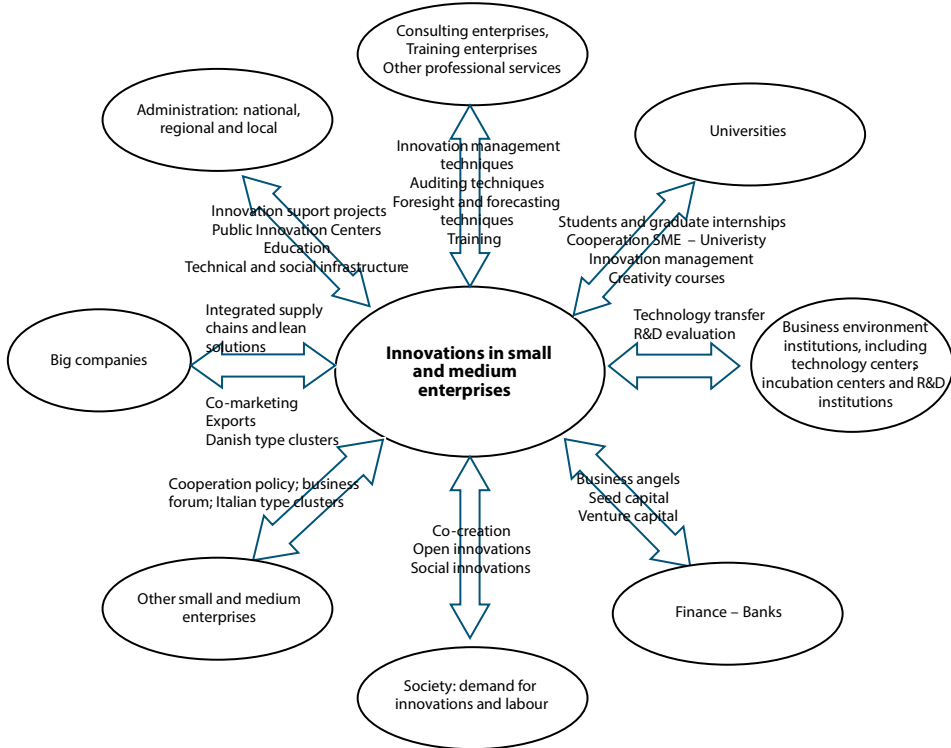 Consulting enterprises,
Training enterprises
Other professional services
Administration: national,
regional and local
Universities
Innovation management
techniques
Auditing techniques
Foresight and forecasting
techniques
Training
Innovation suport projects
Public Innovation Centers
Education
Technical and social infrastructure
Students and graduate internships
Cooperation SME – Univeristy
Innovation management
Creativity courses
Big companies
Integrated supply
chains and lean
solutions
Innovations in small
and medium
enterprises
Technology transfer
R&D evaluation
Business environment
institutions, including
technology centers,
incubation centers and R&D
institutions
Co-marketing
Exports
Danish type clusters
Cooperation policy; business
forum; Italian type clusters
Business angels
Seed capital
Venture capital
Co-creation
Open innovations
Social innovations
Other small and medium
enterprises
Finance – Banks
Society: demand for
innovations and labour